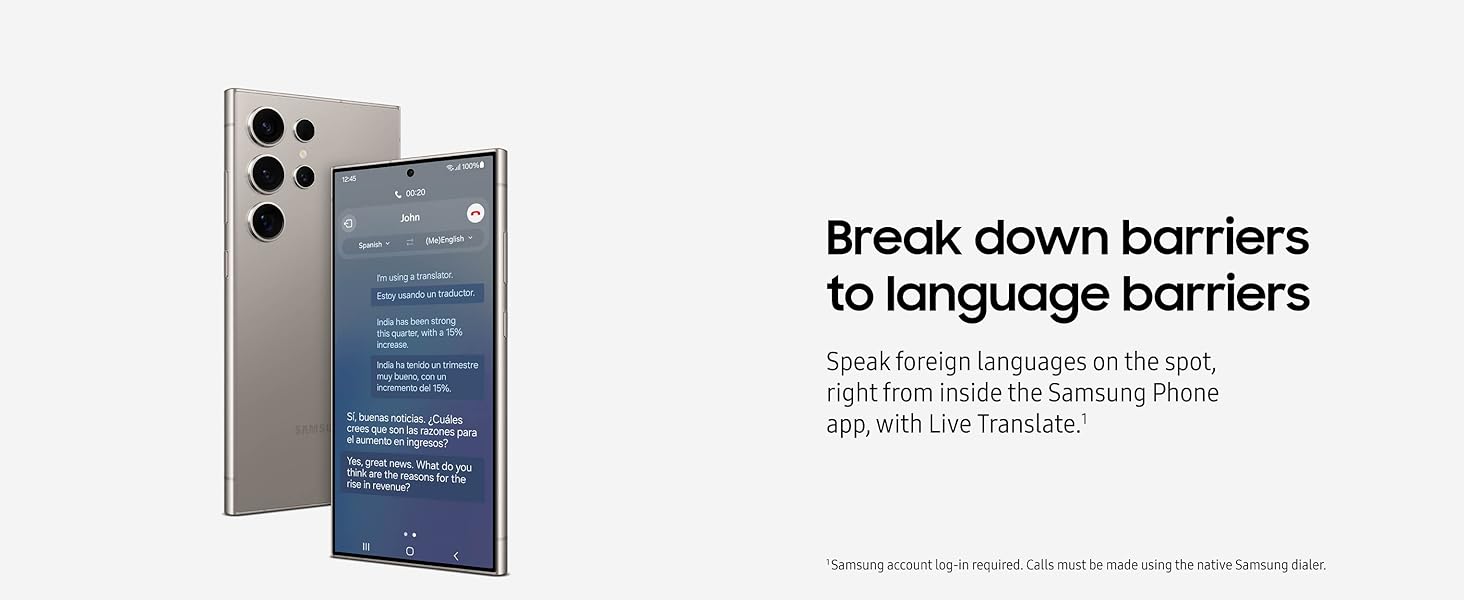 SAMSU
12:45
100%
00:20
John
Spanish
(Me)English
I'm using a translator.
Estoy usando un traductor.
India has been strong
this quarter, with a 15%
increase.
India ha tenido un trimestre
muy bueno, con un
incremento del 15%.
Sí, buenas noticias. ¿Cuáles
crees que son las razones para
el aumento en ingresos?
Yes, great news. What do you
think are the reasons for the
rise in revenue?
Break down barriers
to language barriers
Speak foreign languages on the spot,
right from inside the Samsung Phone
app, with Live Translate.¹
¹Samsung account log-in required. Calls must be made using the native Samsung dialer.